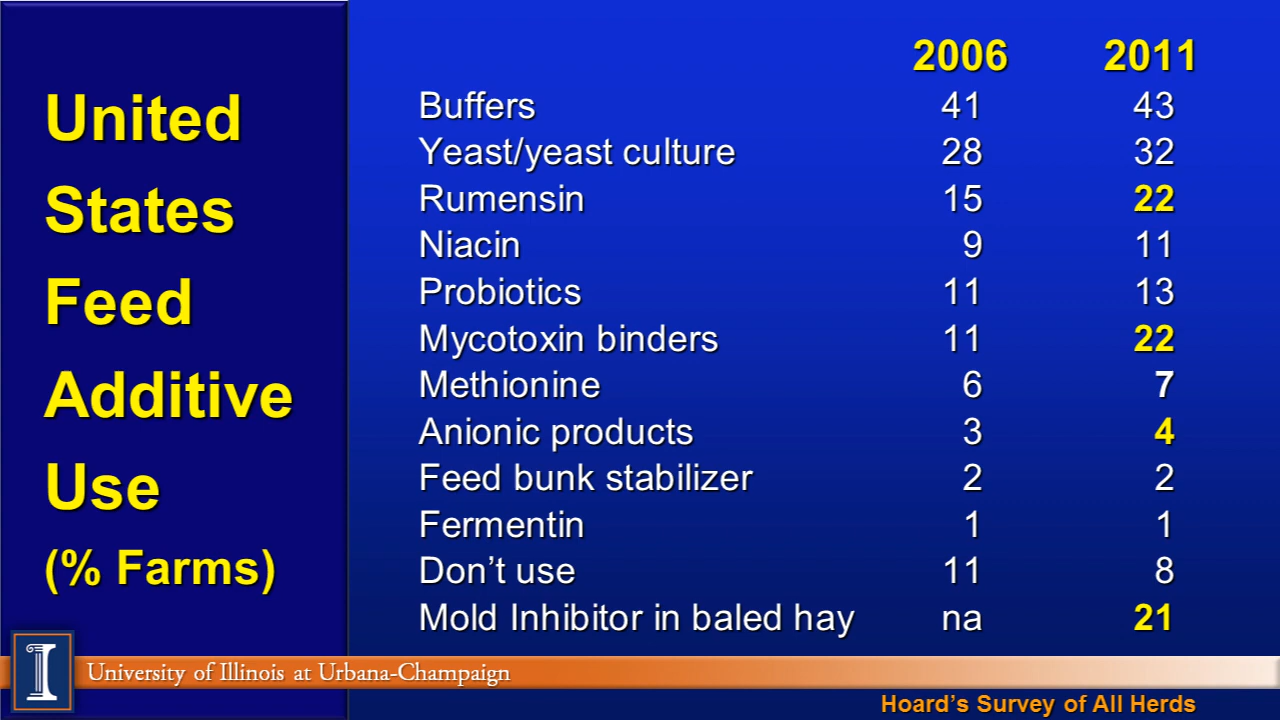 United
States
Feed
Additive
Use
(% Farms)
2006 2011
Buffers 41 43
Yeast/yeast culture 28 32
Rumensin 15 22
Niacin 9 11
Probiotics 11 13
Mycotoxin binders 11 22
Methionine 6 7
Anionic products 3 4
Feed bunk stabilizer 2 2
Fermentin 1 1
Don’t use 11 8
Mold Inhibitor in baled hay na 21
I
University of Illinois at Urbana-Champaign
Hoard’s Survey of All Herds